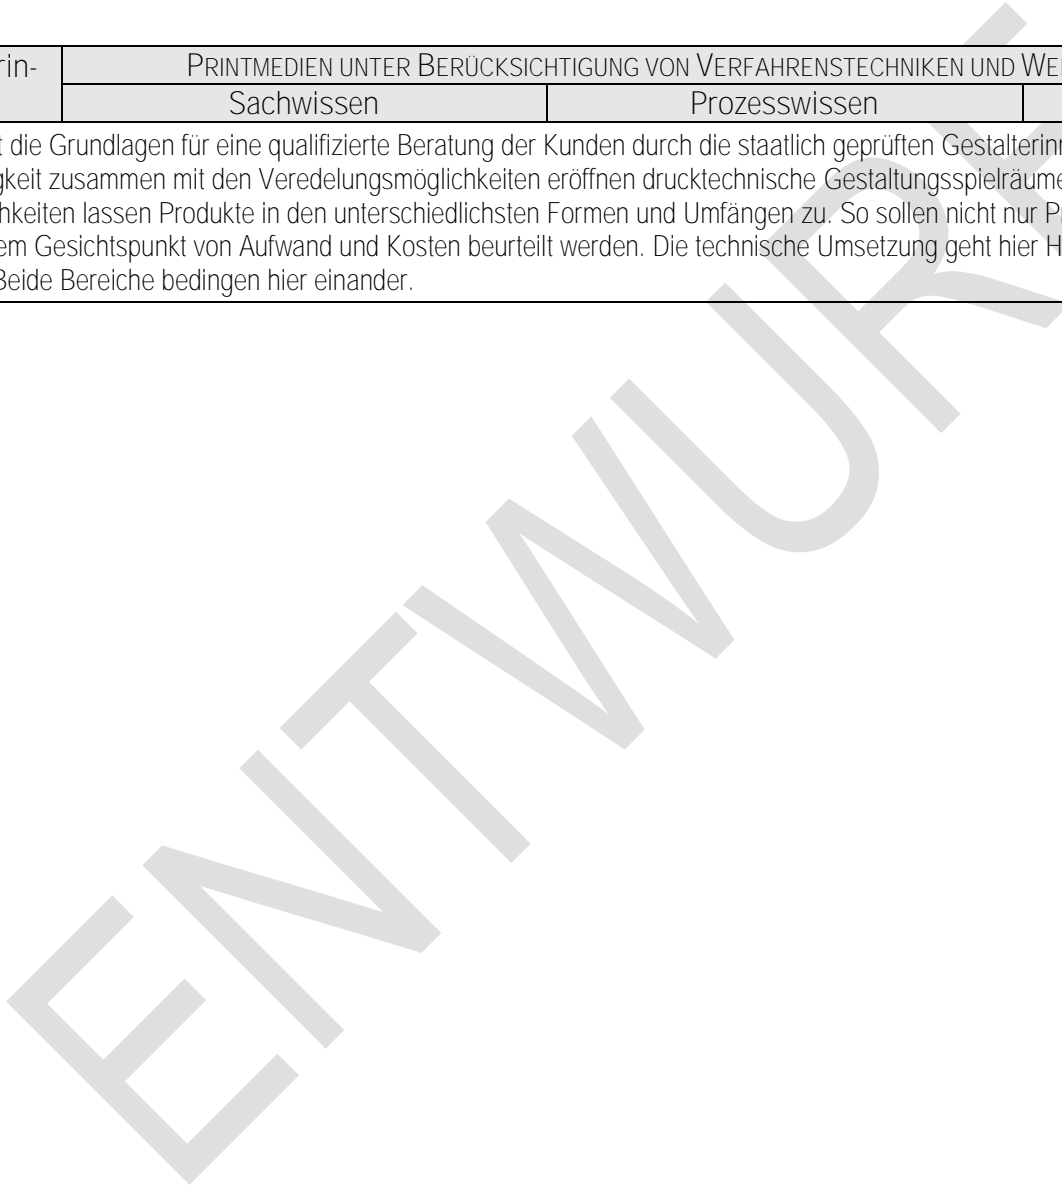 rin- PRINTMEDIEN UNTER BERÜCKSICHTIGUNG VON VERFAHRENSTECHNIKEN UND WE
Sachwissen Prozesswissen
t die Grundlagen für eine qualifizierte Beratung der Kunden durch die staatlich geprüften Gestalterin
gkeit zusammen mit den Veredelungsmöglichkeiten eröffnen drucktechnische Gestaltungsspielräume
hkeiten lassen Produkte in den unterschiedlichsten Formen und Umfängen zu. So sollen nicht nur P
em Gesichtspunkt von Aufwand und Kosten beurteilt werden. Die technische Umsetzung geht hier H
Beide Bereiche bedingen hier einander.
ENTWURF